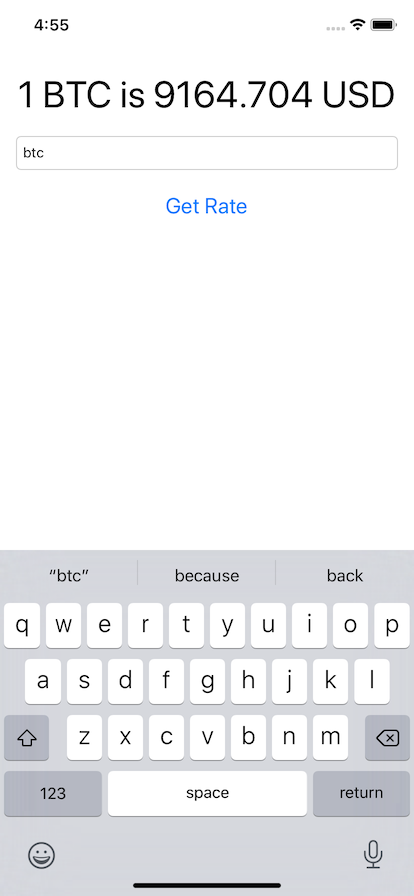 4:55
1 BTC is 9164.704 USD
btc
Get Rate
“btc” because back
q w e r t y u i o p
a s d f g h j k l
z x c v b n m
123 space return